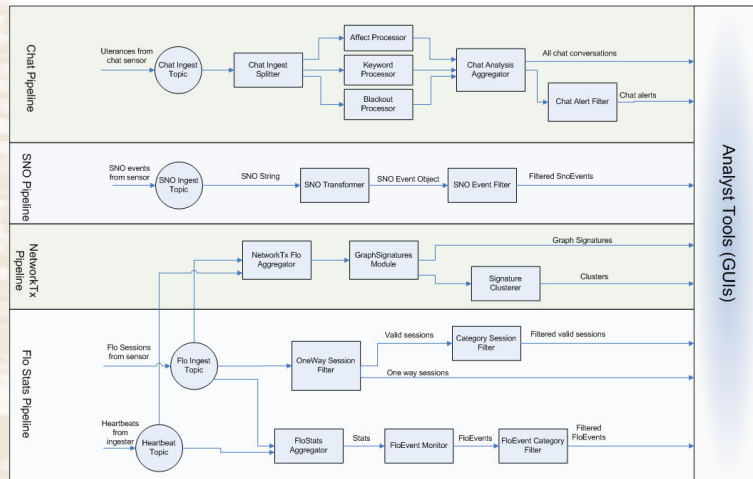 Chat Pipeline
Uterances from
chat sensor
Chat Ingest
Topic
Chat Ingest
Splitter
Affect Processor
Keyword
Processor
Blackout
Processor
Chat Analysis
Aggregator
All chat conversations
Chat Alert Filter
Chat alerts
SNO Pipeline
SNO events
from sensor
SNO Ingest
Topic
SNO String
SNO Transformer
SNO Event Object
SNO Event Filter
Filtered SnoEvents
NetworkTx
Pipeline
NetworkTx Flo
Aggregator
GraphSignatures
Module
Graph Signatures
Signature
Clusterer
Clusters
Flo Stats Pipeline
Flo Sessions
from sensor
Flo Ingest
Topic
OneWay Session
Filter
Valid sessions
Category Session
Filter
Filtered valid sessions
One way sessions
Heartbeats
from
ingester
Heartbeat
Topic
FloStats
Aggregator
Stats
FloEvent Monitor
FloEvents
FloEvent Category
Filter
Filtered
FloEvents
Analyst Tools (GUIs)